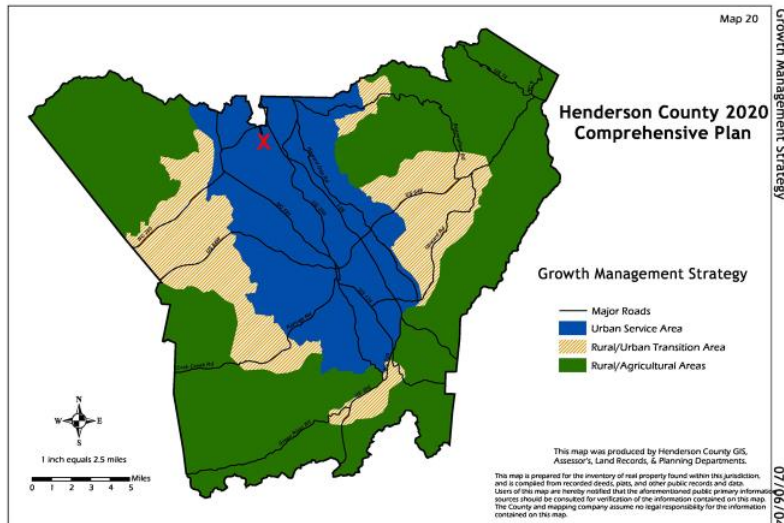 Map 20
Growth Management Strategy
Henderson County 2020
Comprehensive Plan
X
Growth Management Strategy
Major Roads
Urban Service Area
Rural/Urban Transition Area
Rural/Agricultural Areas
N
W E
S
1 inch equals 2.5 miles
Miles
0 1 2 3 4 5
This map was produced by Henderson County GIS,
Assessor's, Land Records, & Planning Departments.
This map is prepared for the inventory of real property found within this jurisdiction,
and is compiled from recorded deeds, plats, and other public records and data.
Users of this map are hereby notified that the aforementioned public primary information
sources should be consulted for verification of the information contained on this map.
The County and mapping company assume no legal responsibility for the information
contained on this map.